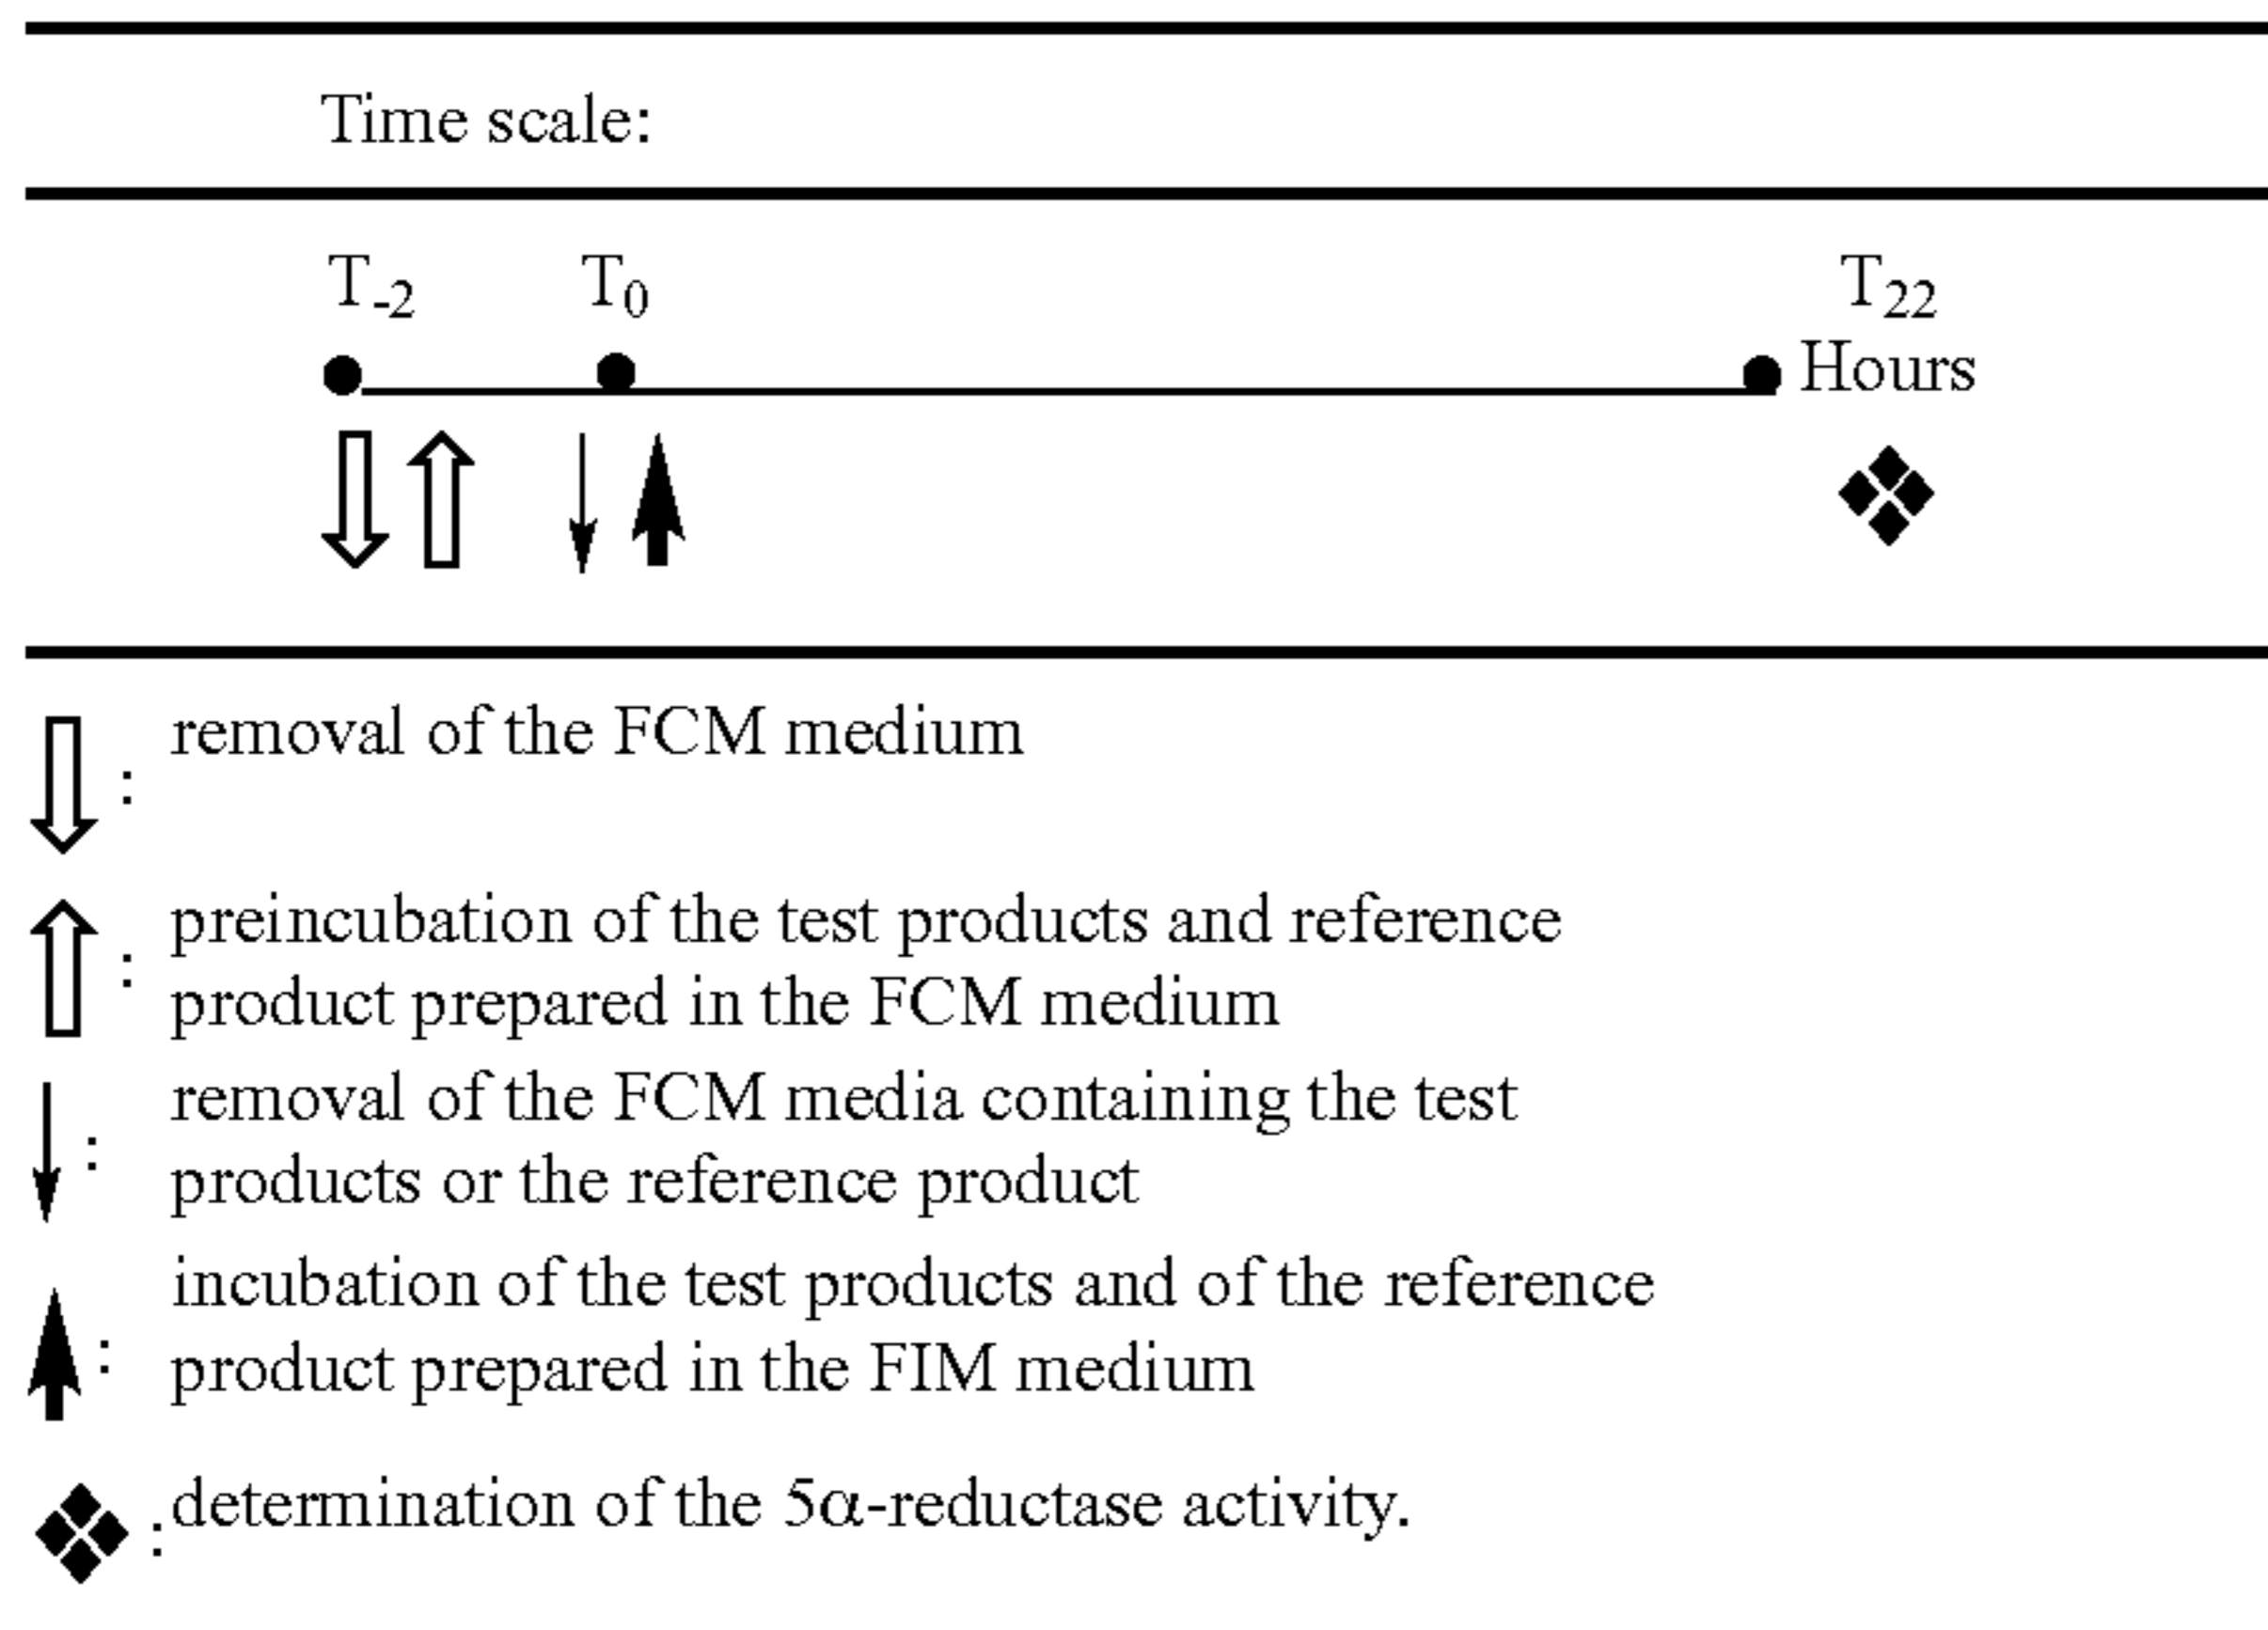 Time scale:
T-2 T0 T22
Hours
: removal of the FCM medium
: preincubation of the test products and reference
product prepared in the FCM medium
: removal of the FCM media containing the test
products or the reference product
: incubation of the test products and of the reference
product prepared in the FIM medium
: determination of the 5α-reductase activity.